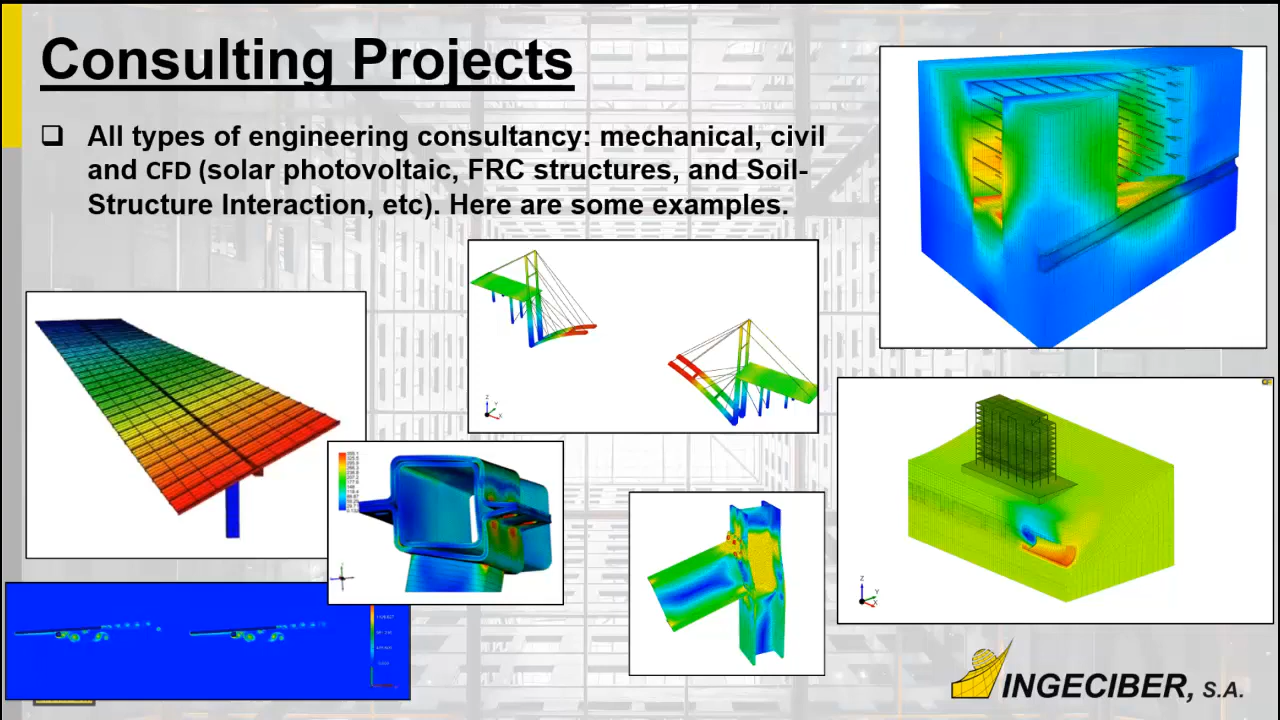 Consulting Projects
❑ All types of engineering consultancy: mechanical, civil
and CFD (solar photovoltaic, FRC structures, and Soil-
Structure Interaction, etc). Here are some examples.
Z
Y
X
Z
Y
X
INGECIBER, S.A.